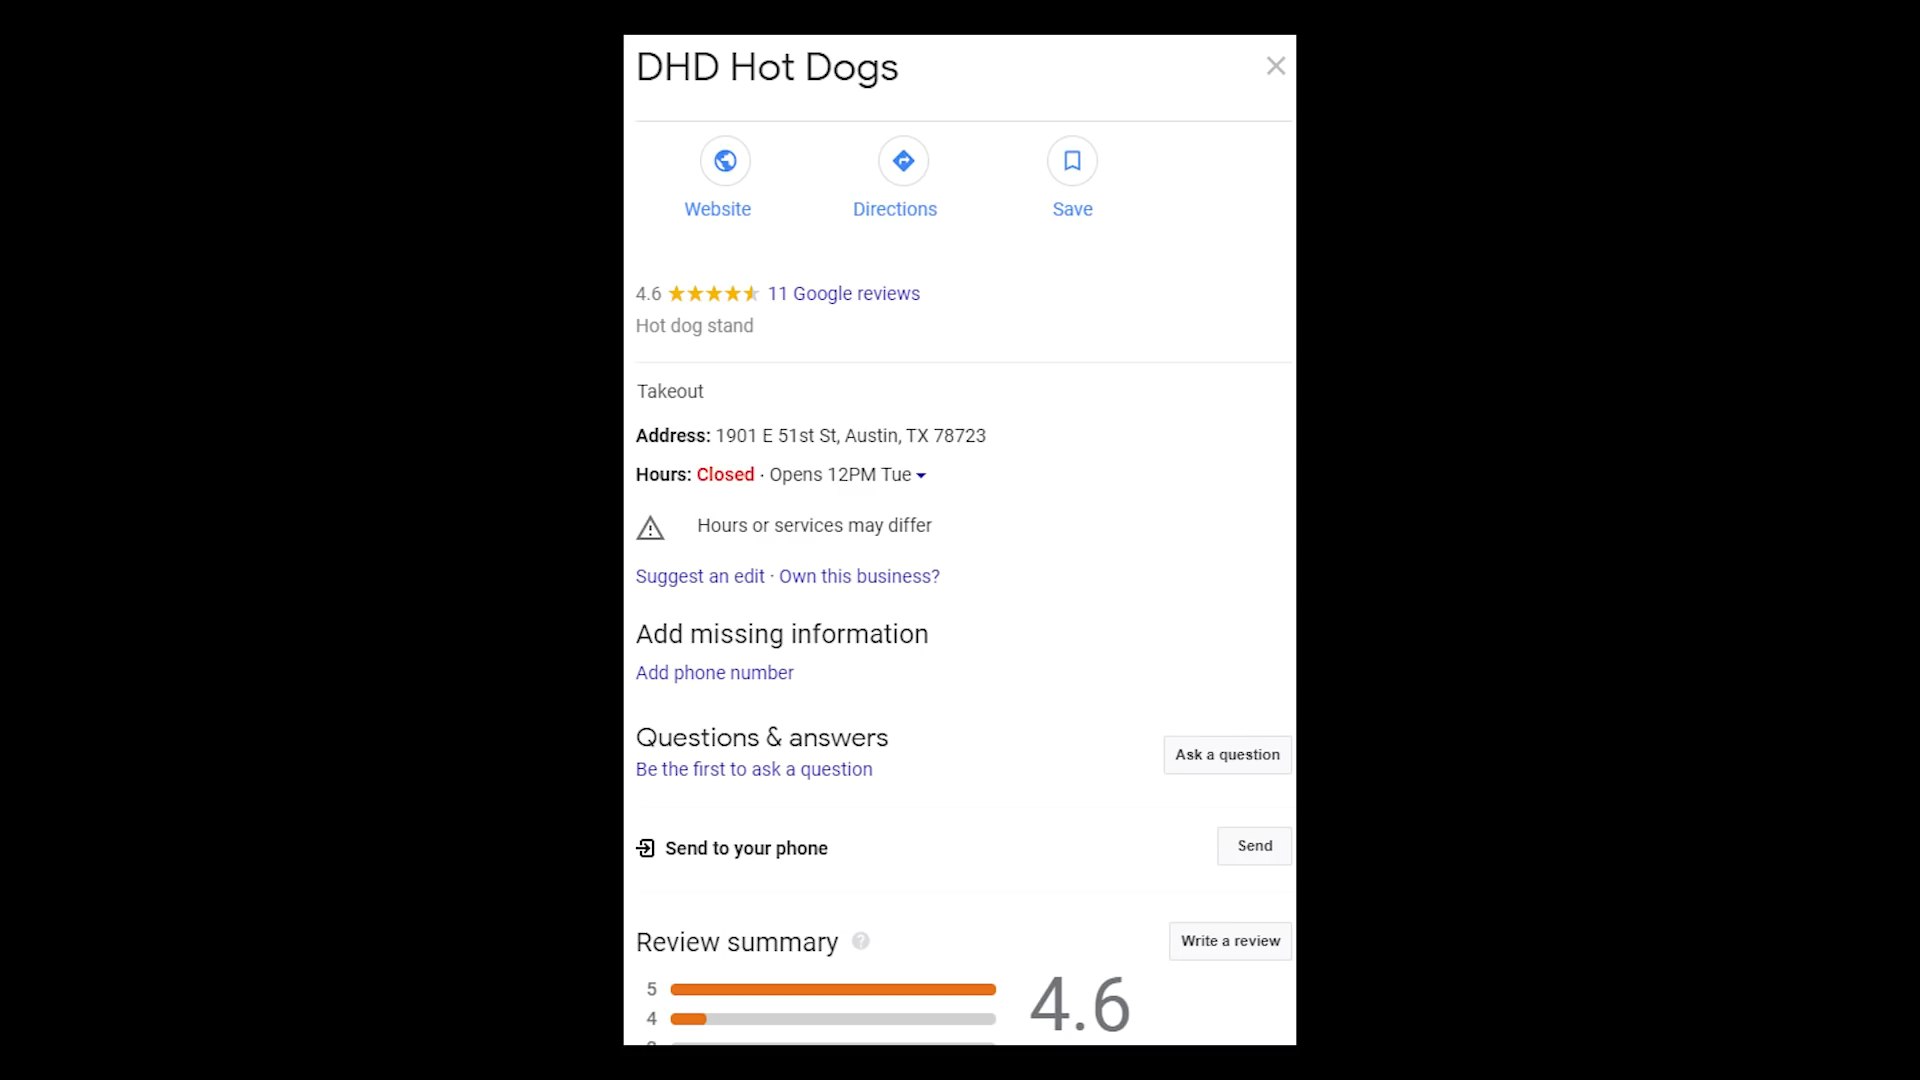 DHD Hot Dogs
Website
Directions
Save
4.6 11 Google reviews
Hot dog stand
Takeout
Address: 1901 E 51st St, Austin, TX 78723
Hours: Closed · Opens 12PM Tue
Hours or services may differ
Suggest an edit · Own this business?
Add missing information
Add phone number
Questions & answers
Be the first to ask a question
Ask a question
Send to your phone
Send
Review summary ?
Write a review
5
4
4.6